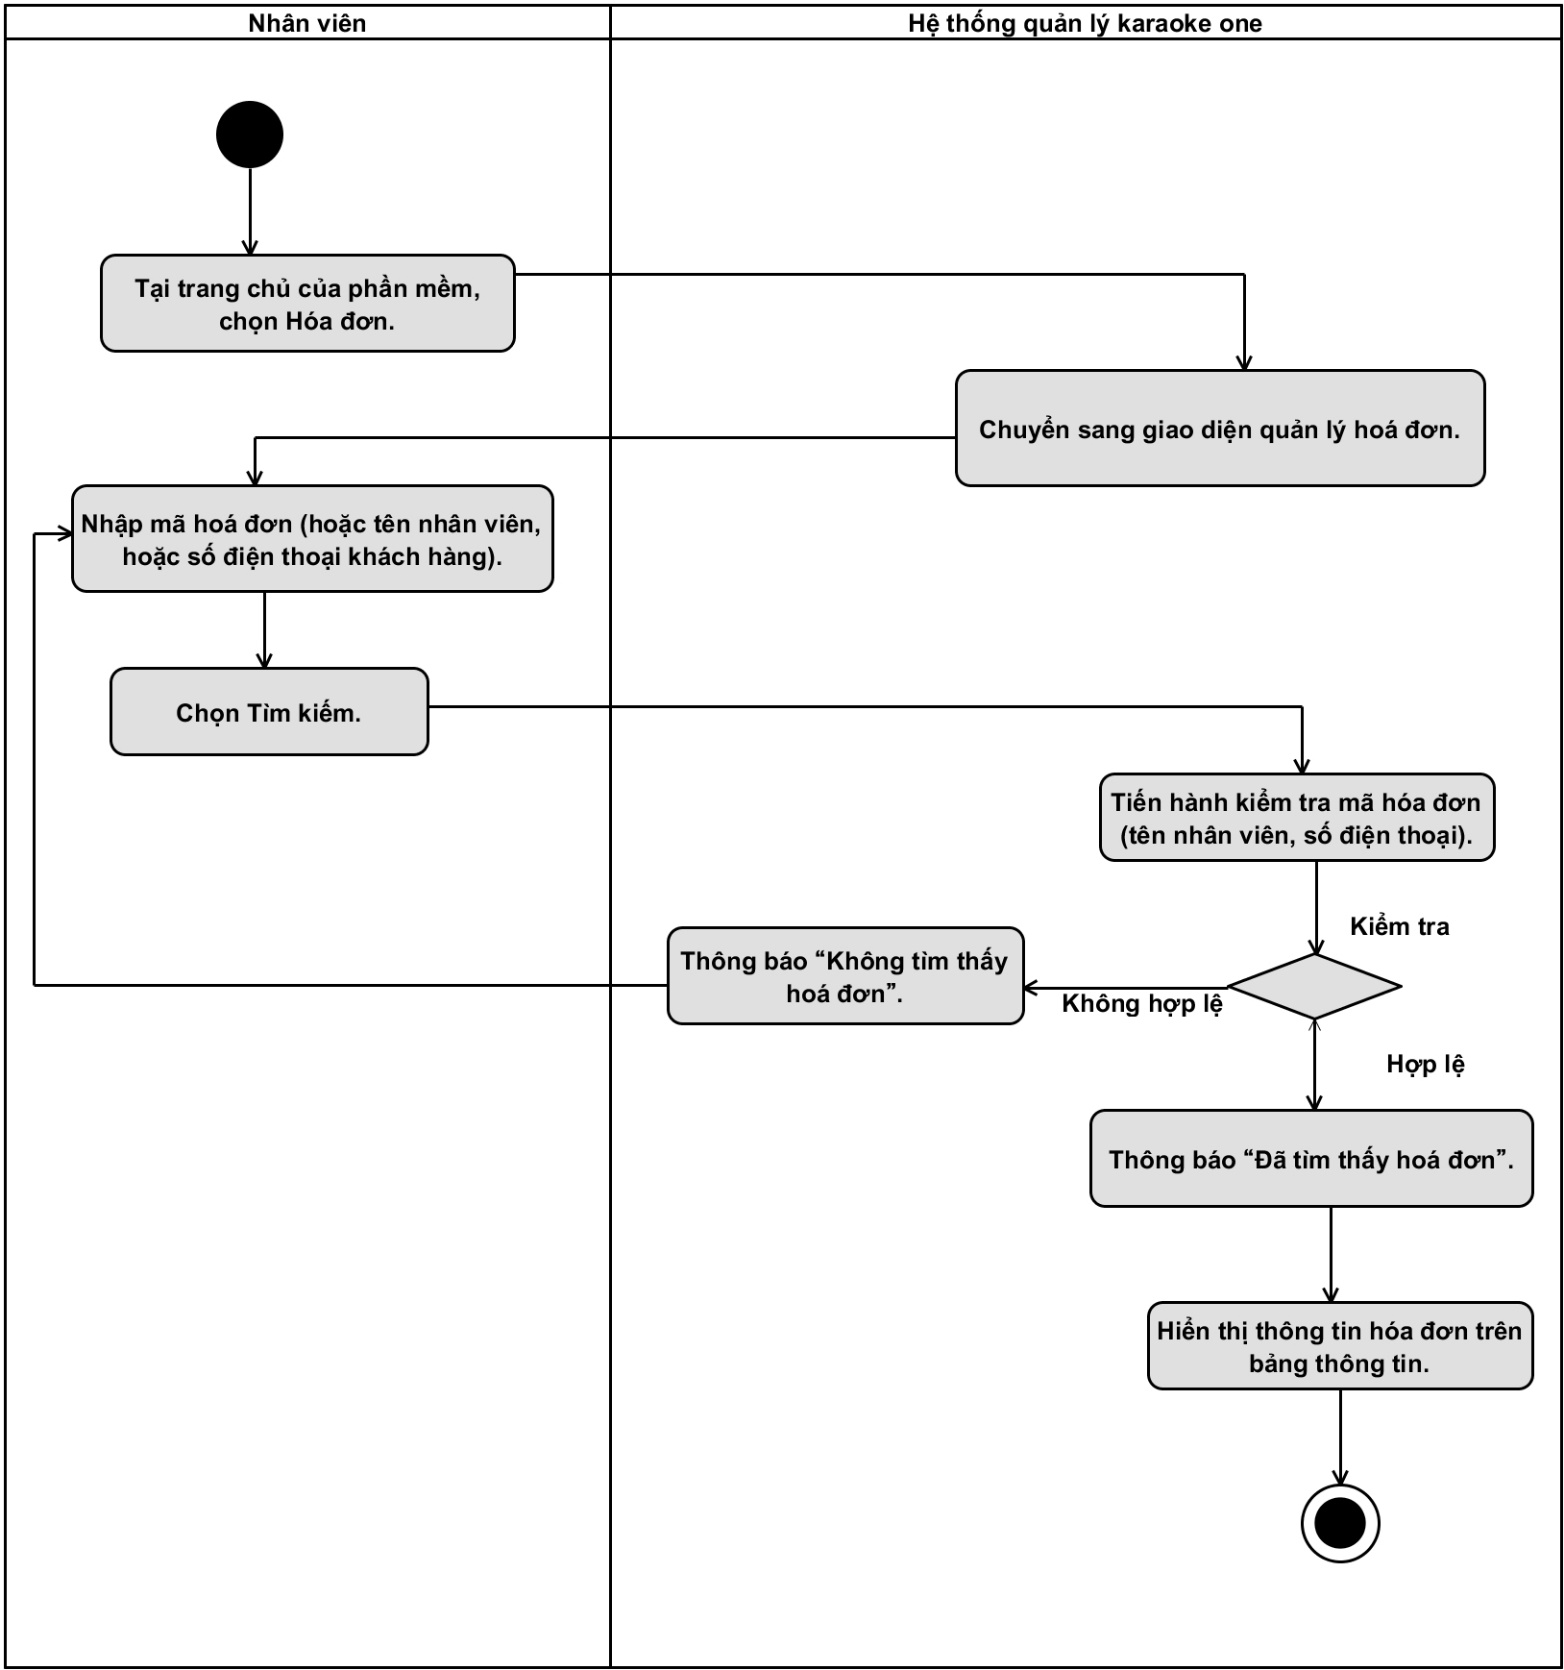 Nhân viên
Hệ thống quản lý karaoke one
Tại trang chủ của phần mềm,
chọn Hóa đơn.
Chuyển sang giao diện quản lý hoá đơn.
Nhập mã hoá đơn (hoặc tên nhân viên,
hoặc số điện thoại khách hàng).
Chọn Tìm kiếm.
Tiến hành kiểm tra mã hóa đơn
(tên nhân viên, số điện thoại).
Kiểm tra
Thông báo “Không tìm thấy
hoá đơn”.
Không hợp lệ
Hợp lệ
Thông báo “Đã tìm thấy hoá đơn”.
Hiển thị thông tin hóa đơn trên
bảng thông tin.